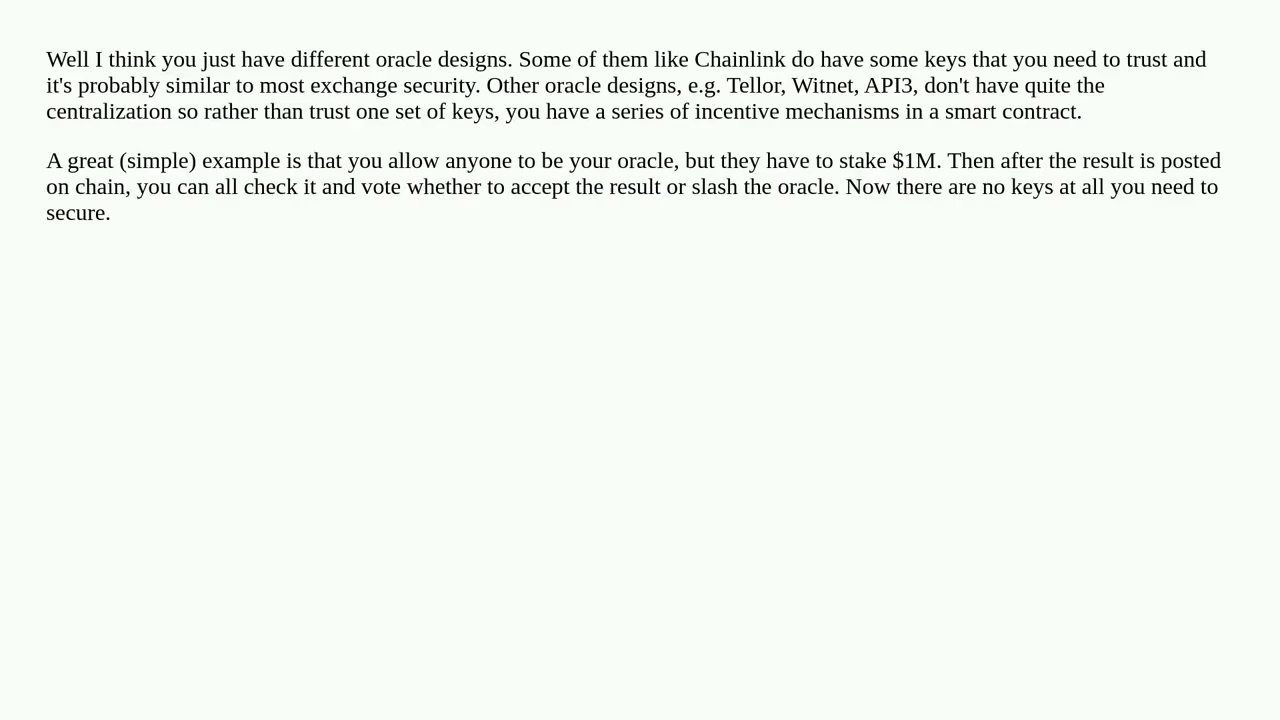 Well I think you just have different oracle designs. Some of them like Chainlink do have some keys that you need to trust and
it's probably similar to most exchange security. Other oracle designs, e.g. Tellor, Witnet, API3, don't have quite the
centralization so rather than trust one set of keys, you have a series of incentive mechanisms in a smart contract.
A great (simple) example is that you allow anyone to be your oracle, but they have to stake $1M. Then after the result is posted
on chain, you can all check it and vote whether to accept the result or slash the oracle. Now there are no keys at all you need to
secure.